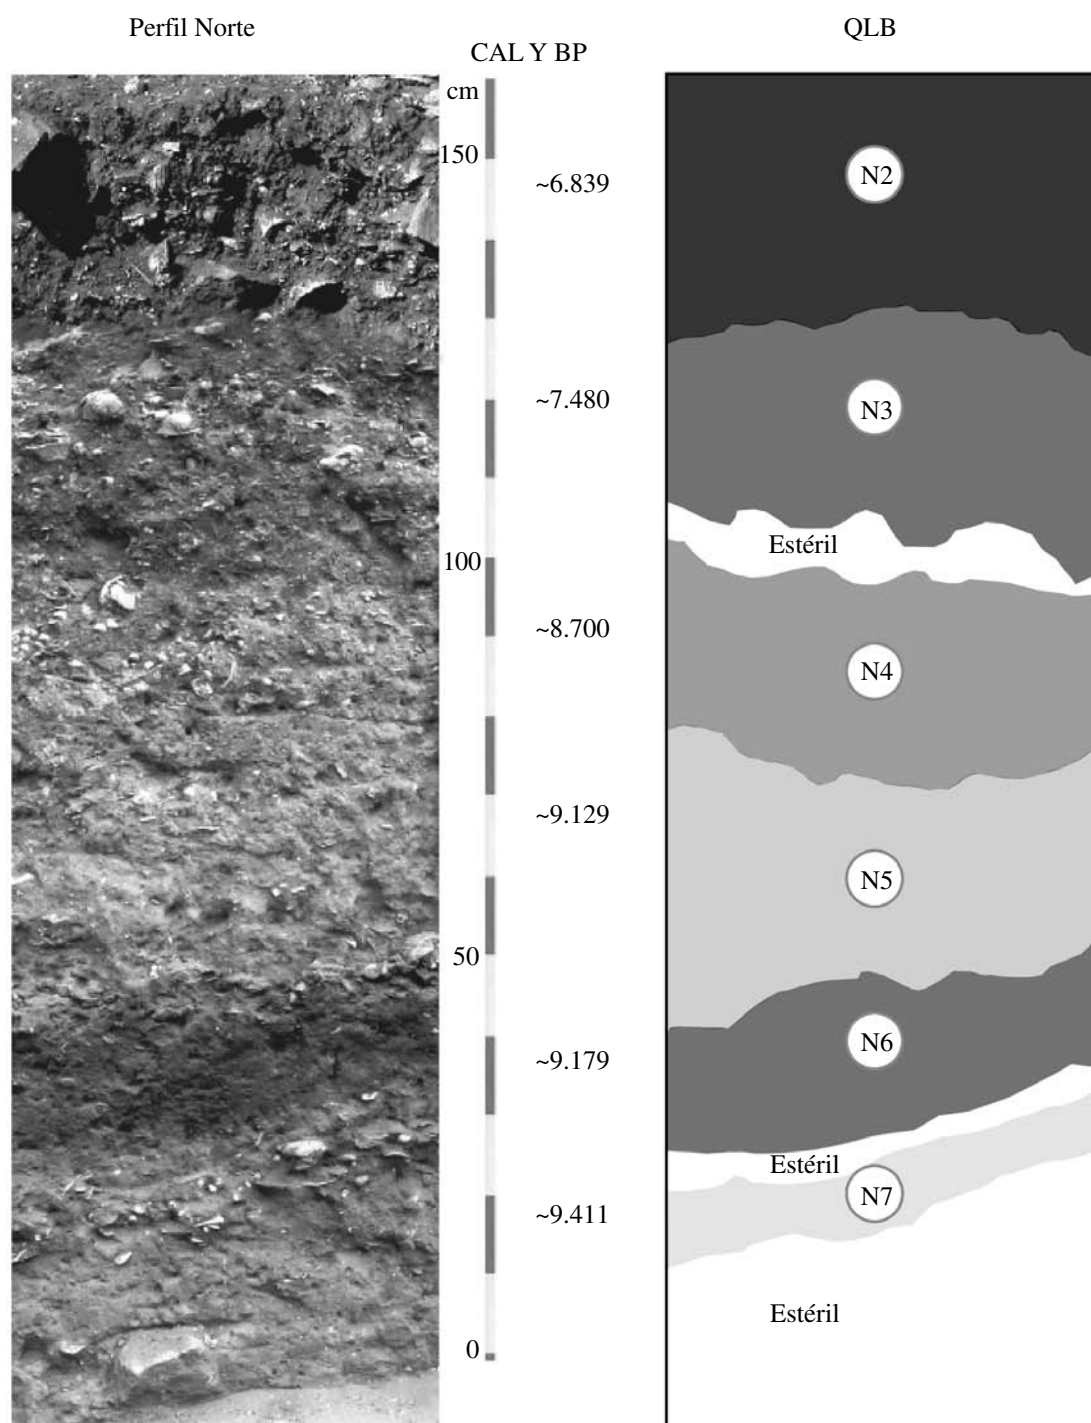 Perfil Norte
CAL Y BP
QLB
cm
150
~6.839
N2
~7.480
N3
Estéril
100
~8.700
N4
~9.129
N5
50
N6
~9.179
Estéril
N7
~9.411
Estéril
0